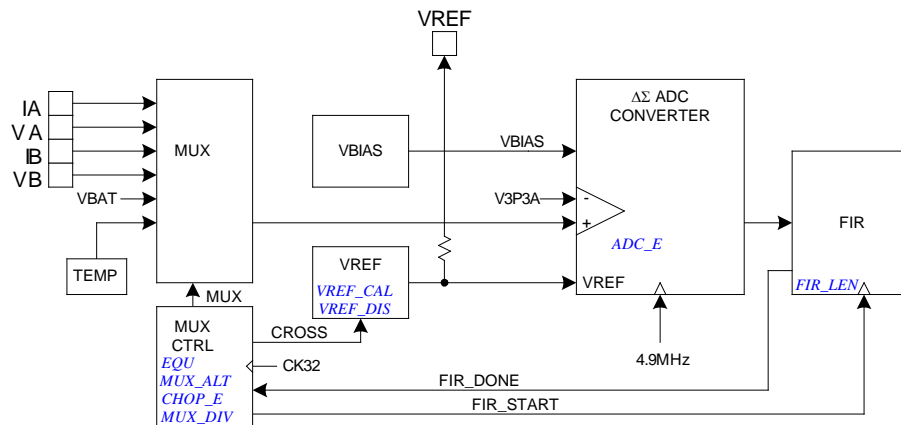 VREF
IA
VA
IB
VB
VBAT
TEMP
MUX
MUX
MUX
CTRL
EQU
MUX_ALT
CHOP_E
MUX_DIV
CROSS
CK32
VBIAS
VBIAS
V3P3A
VREF
VREF_CAL
VREF_DIS
ΔΣ ADC
CONVERTER
-
+
ADC_E
VREF
4.9MHz
FIR
FIR_LEN
FIR_DONE
FIR_START